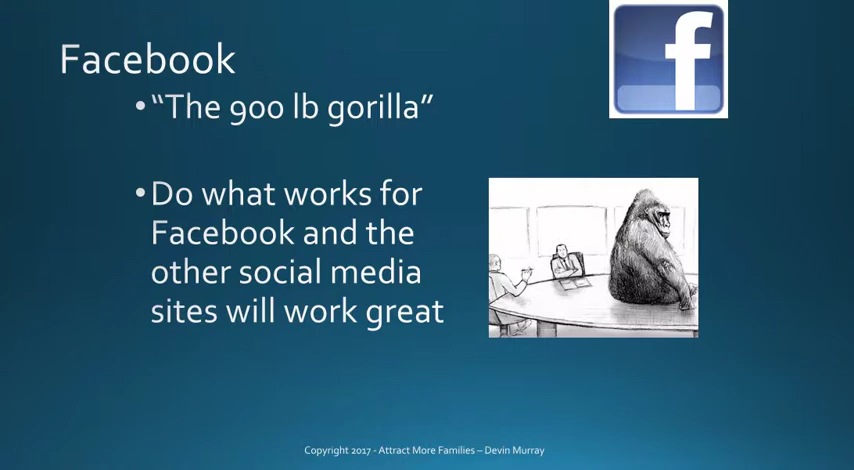 Facebook
•“The 900 lb gorilla”
•Do what works for
Facebook and the
other social media
sites will work great
f
Copyright 2017 - Attract More Families – Devin Murray